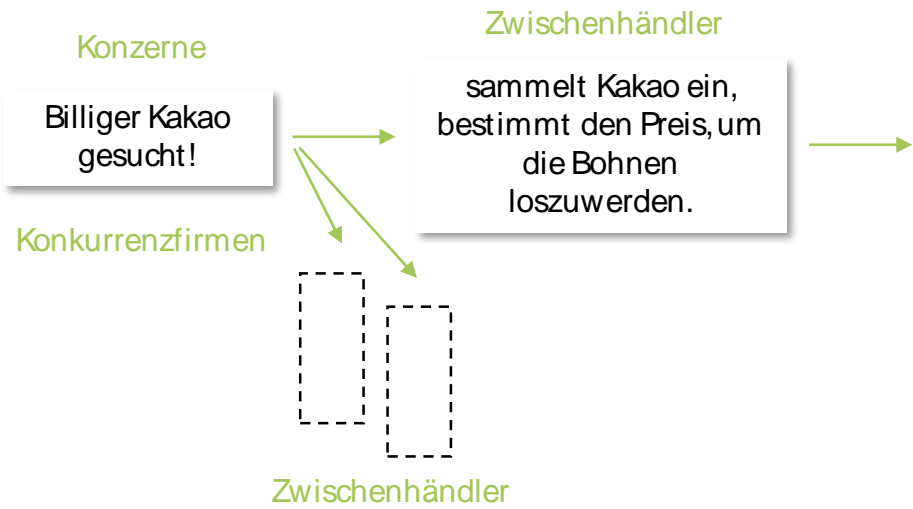 Konzerne
Billiger Kakao
gesucht!
Konkurrenzfirmen
Zwischenhändler
sammelt Kakao ein,
bestimmt den Preis, um
die Bohnen
loszuwerden.
Zwischenhändler